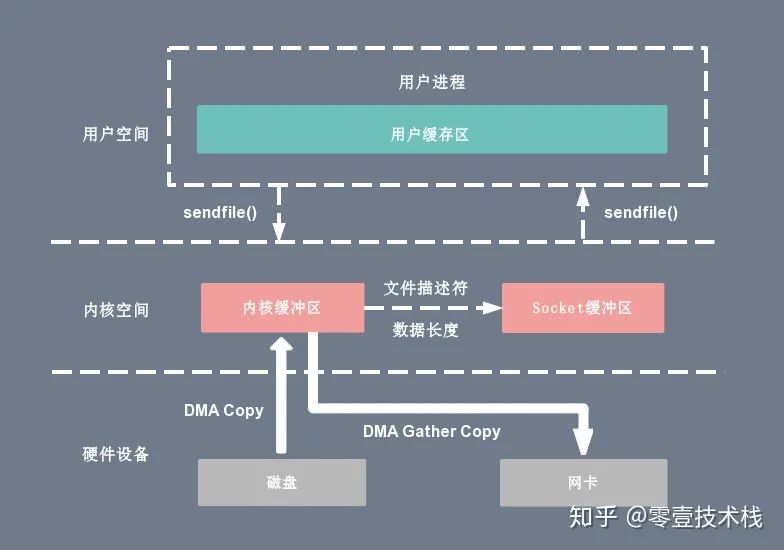 用户进程
用户空间
用户缓存区
sendfile()
sendfile()
内核空间
内核缓冲区
文件描述符
数据长度
Socket缓冲区
DMA Copy
DMA Gather Copy
硬件设备
磁盘
网卡
知乎 @零壹技术栈